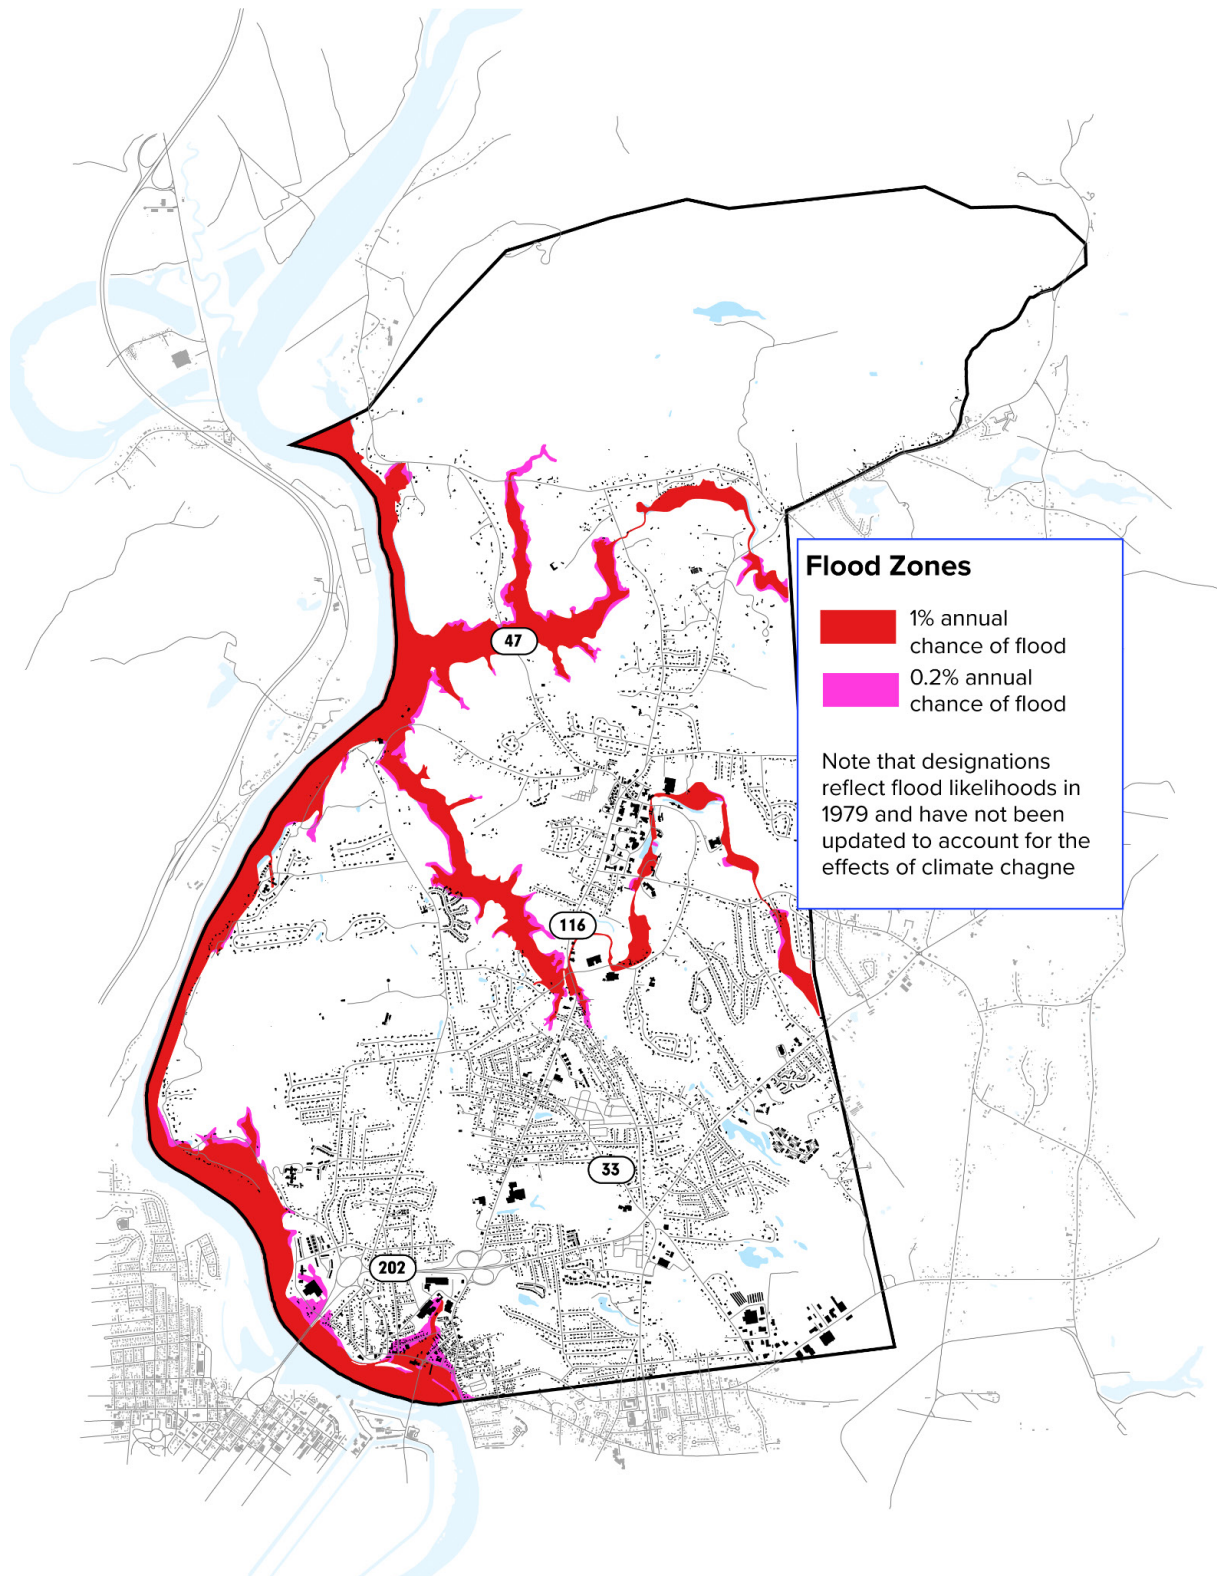 Flood Zones
1% annual
chance of flood
0.2% annual
chance of flood
Note that designations
reflect flood likelihoods in
1979 and have not been
updated to account for the
effects of climate chagne
47
116
33
202